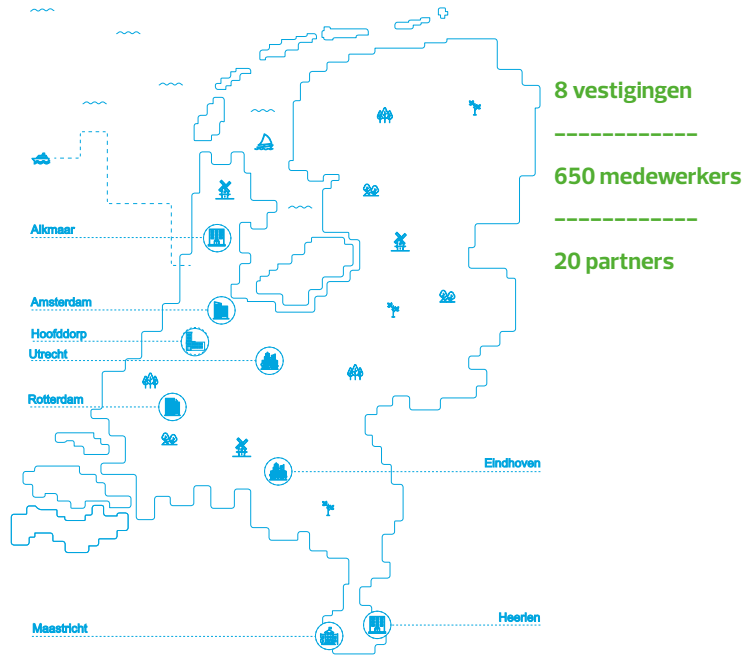 8 vestigingen
------------
650 medewerkers
------------
20 partners
Alkmaar
Amsterdam
Hoofddorp
Utrecht
Rotterdam
Eindhoven
Heerlen
Maastricht